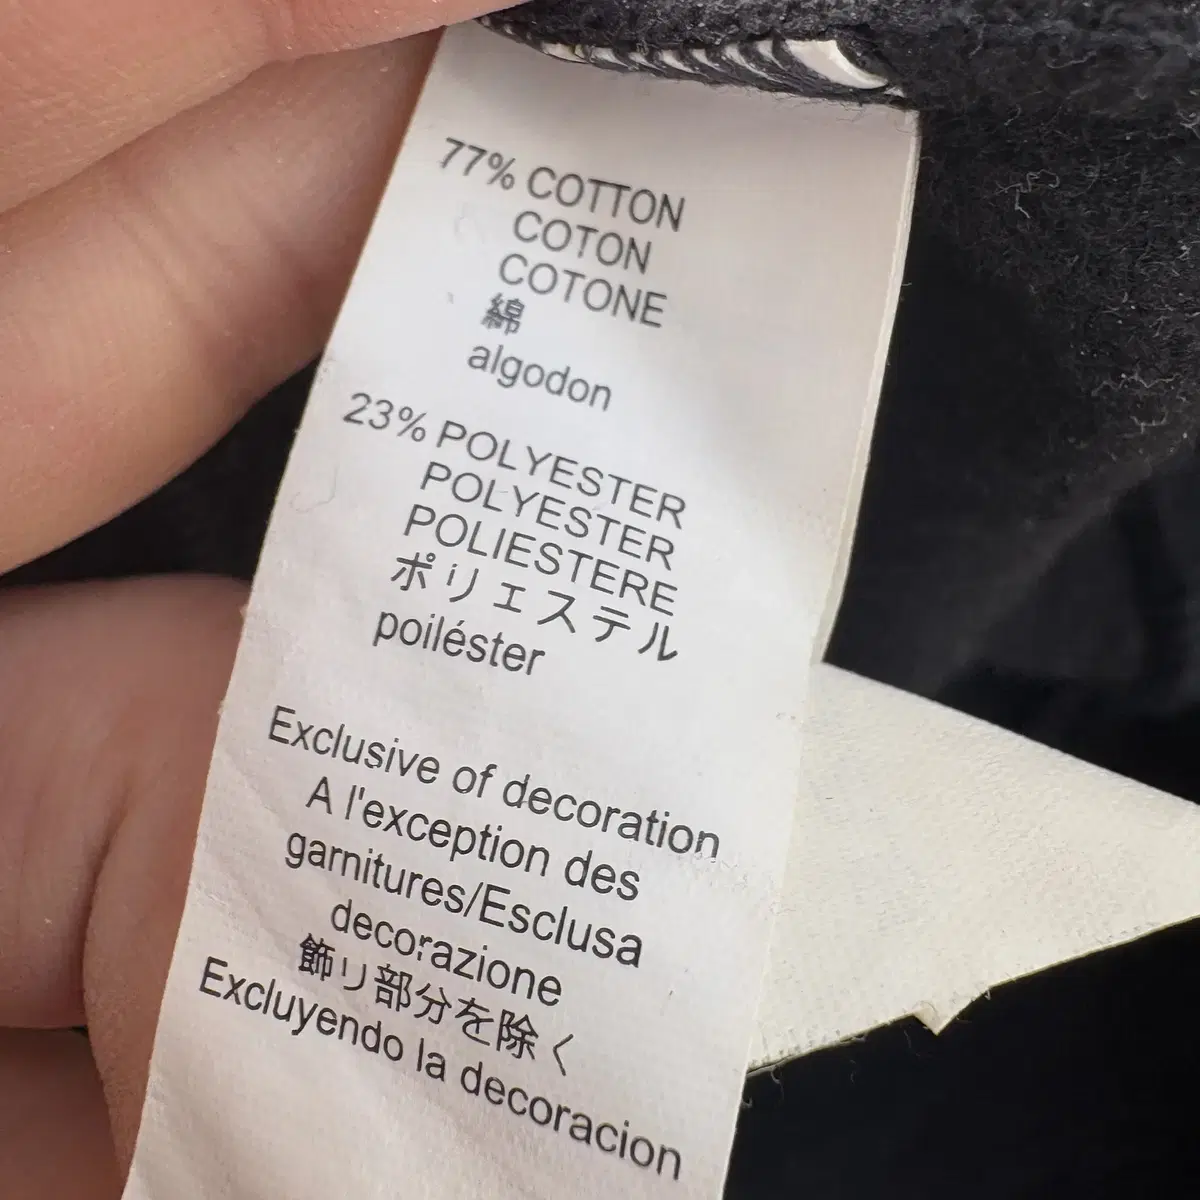 77% COTTON
COTON
COTONE
綿
algodon
23% POLYESTER
POLYESTER
POLIESTERE
ポリエステル
poiléster
Exclusive of decoration
A l'exception des
garnitures/Esclusa
decorazione
飾り部分を除く
Excluyendo la decoracion